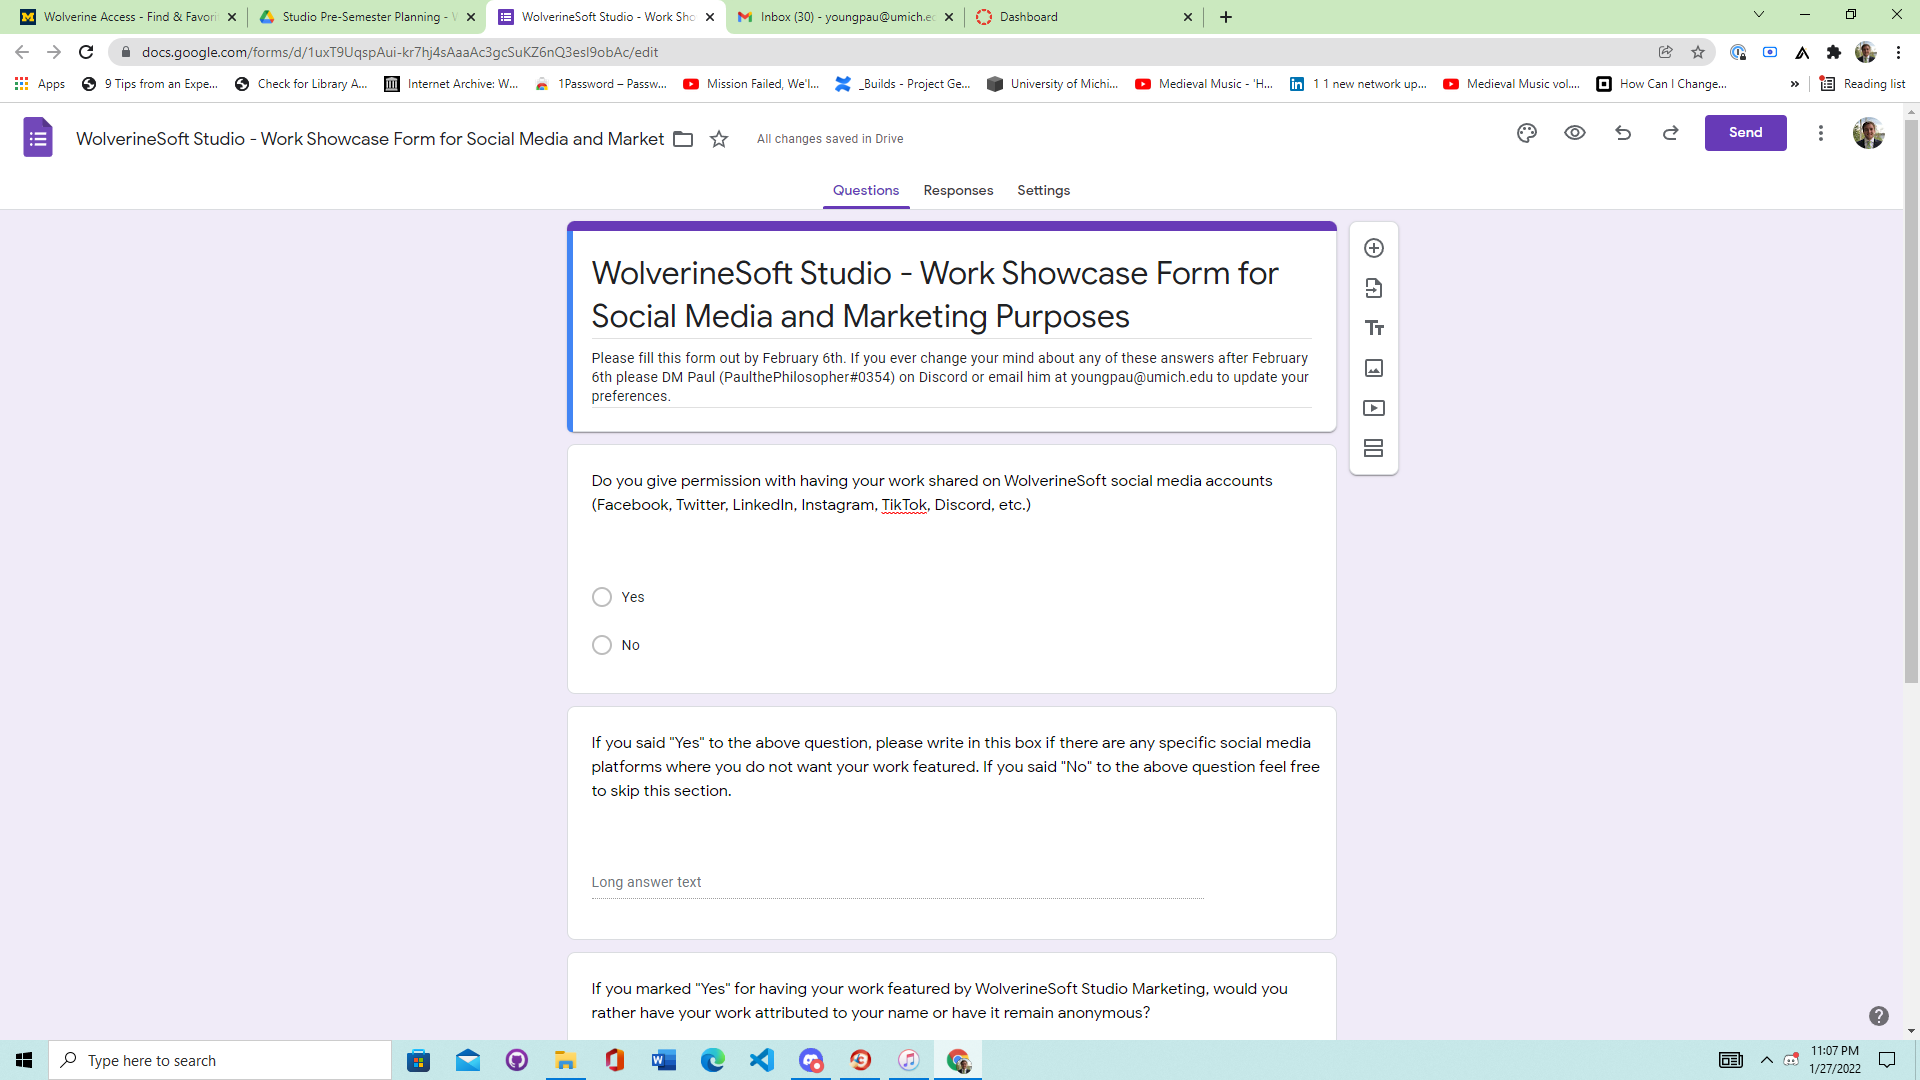 Wolverine Access - Find & Favori
Studio Pre-Semester Planning -
WolverineSoft Studio - Work Sho
Inbox (30) - youngpau@umich.e
Dashboard
docs.google.com/forms/d/1uxT9UqspAui-kr7hj4sAaaAc3gcSuKZ6nQ3esI9obAc/edit
Apps
9 Tips from an Expe...
Check for Library A...
Internet Archive: W...
1Password – Passw...
Mission Failed, We'l...
_Builds - Project Ge...
University of Michi...
Medieval Music - 'H...
1 1 new network up...
Medieval Music vol....
How Can I Change...
»
Reading list
WolverineSoft Studio - Work Showcase Form for Social Media and Market
All changes saved in Drive
Send
Questions
Responses
Settings
WolverineSoft Studio - Work Showcase Form for
Social Media and Marketing Purposes
Please fill this form out by February 6th. If you ever change your mind about any of these answers after February
6th please DM Paul (PaulthePhilosopher#0354) on Discord or email him at youngpau@umich.edu to update your
preferences.
Do you give permission with having your work shared on WolverineSoft social media accounts
(Facebook, Twitter, LinkedIn, Instagram, TikTok, Discord, etc.)
Yes
No
If you said "Yes" to the above question, please write in this box if there are any specific social media
platforms where you do not want your work featured. If you said "No" to the above question feel free
to skip this section.
Long answer text
If you marked "Yes" for having your work featured by WolverineSoft Studio Marketing, would you
rather have your work attributed to your name or have it remain anonymous?
Type here to search
11:07 PM
1/27/2022